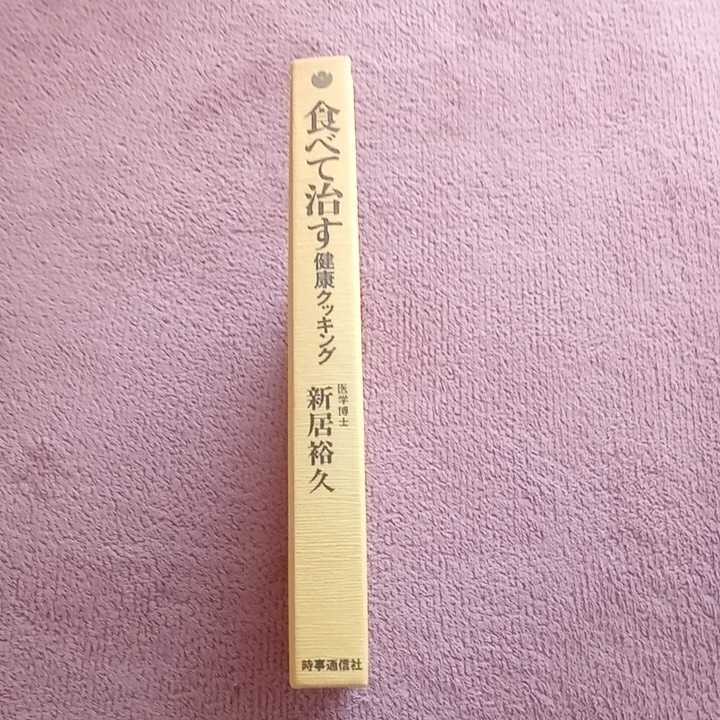 食べて治す健康クッキング
医学博士
新居裕久
時事通信社